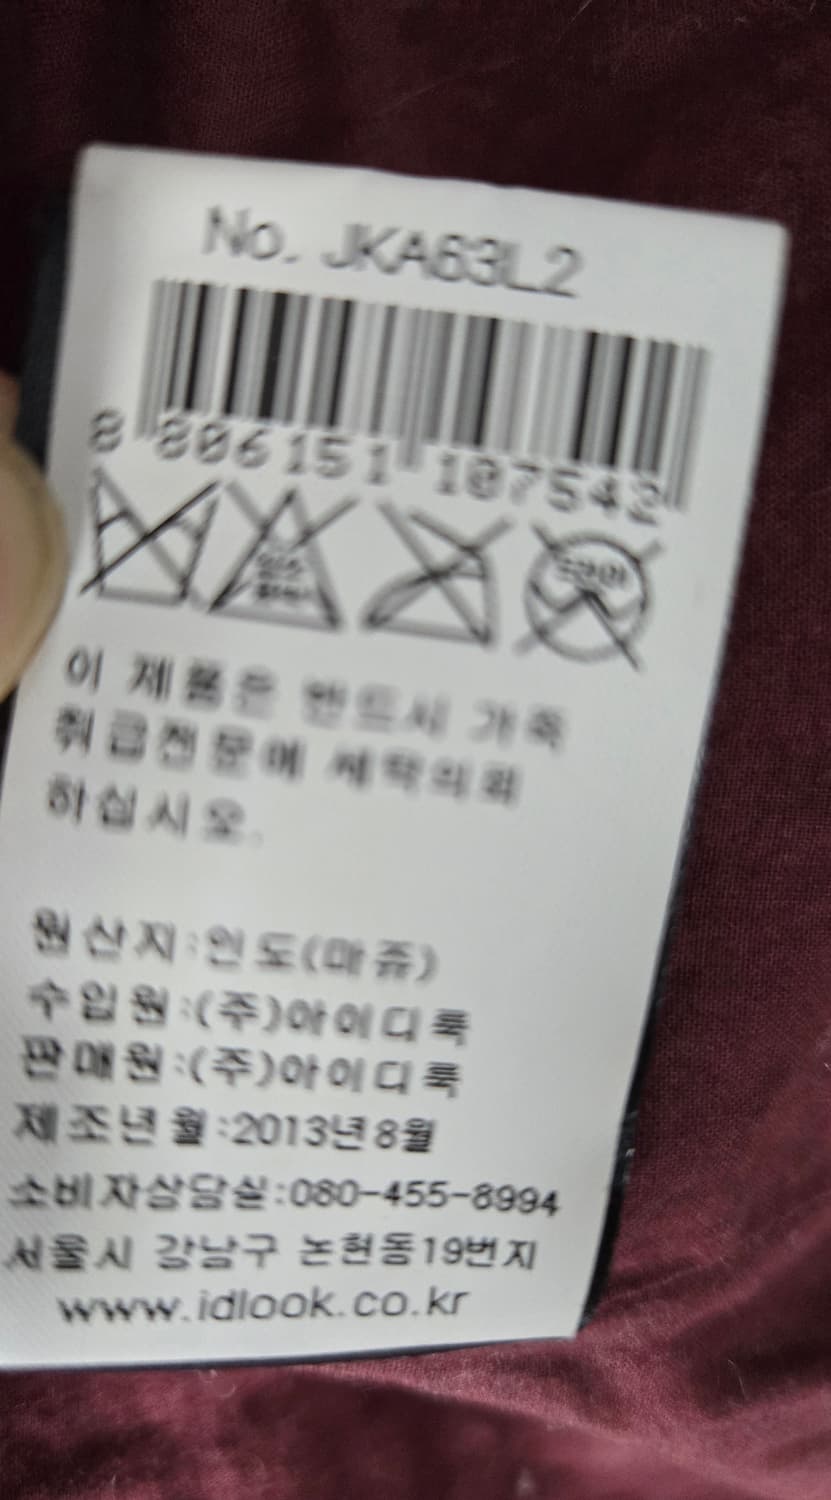 No. JKA63L2
8 806151 107542
드라이
이 제품은 반드시 가죽
취급전문에 세탁의뢰
하십시오.
원산지:인도(마쥬)
수입원:(주)아이디룩
판매원:(주)아이디룩
제조년월:2013년8월
소비자상담실:080-455-8994
서울시 강남구 논현동19번지
www.idlook.co.kr